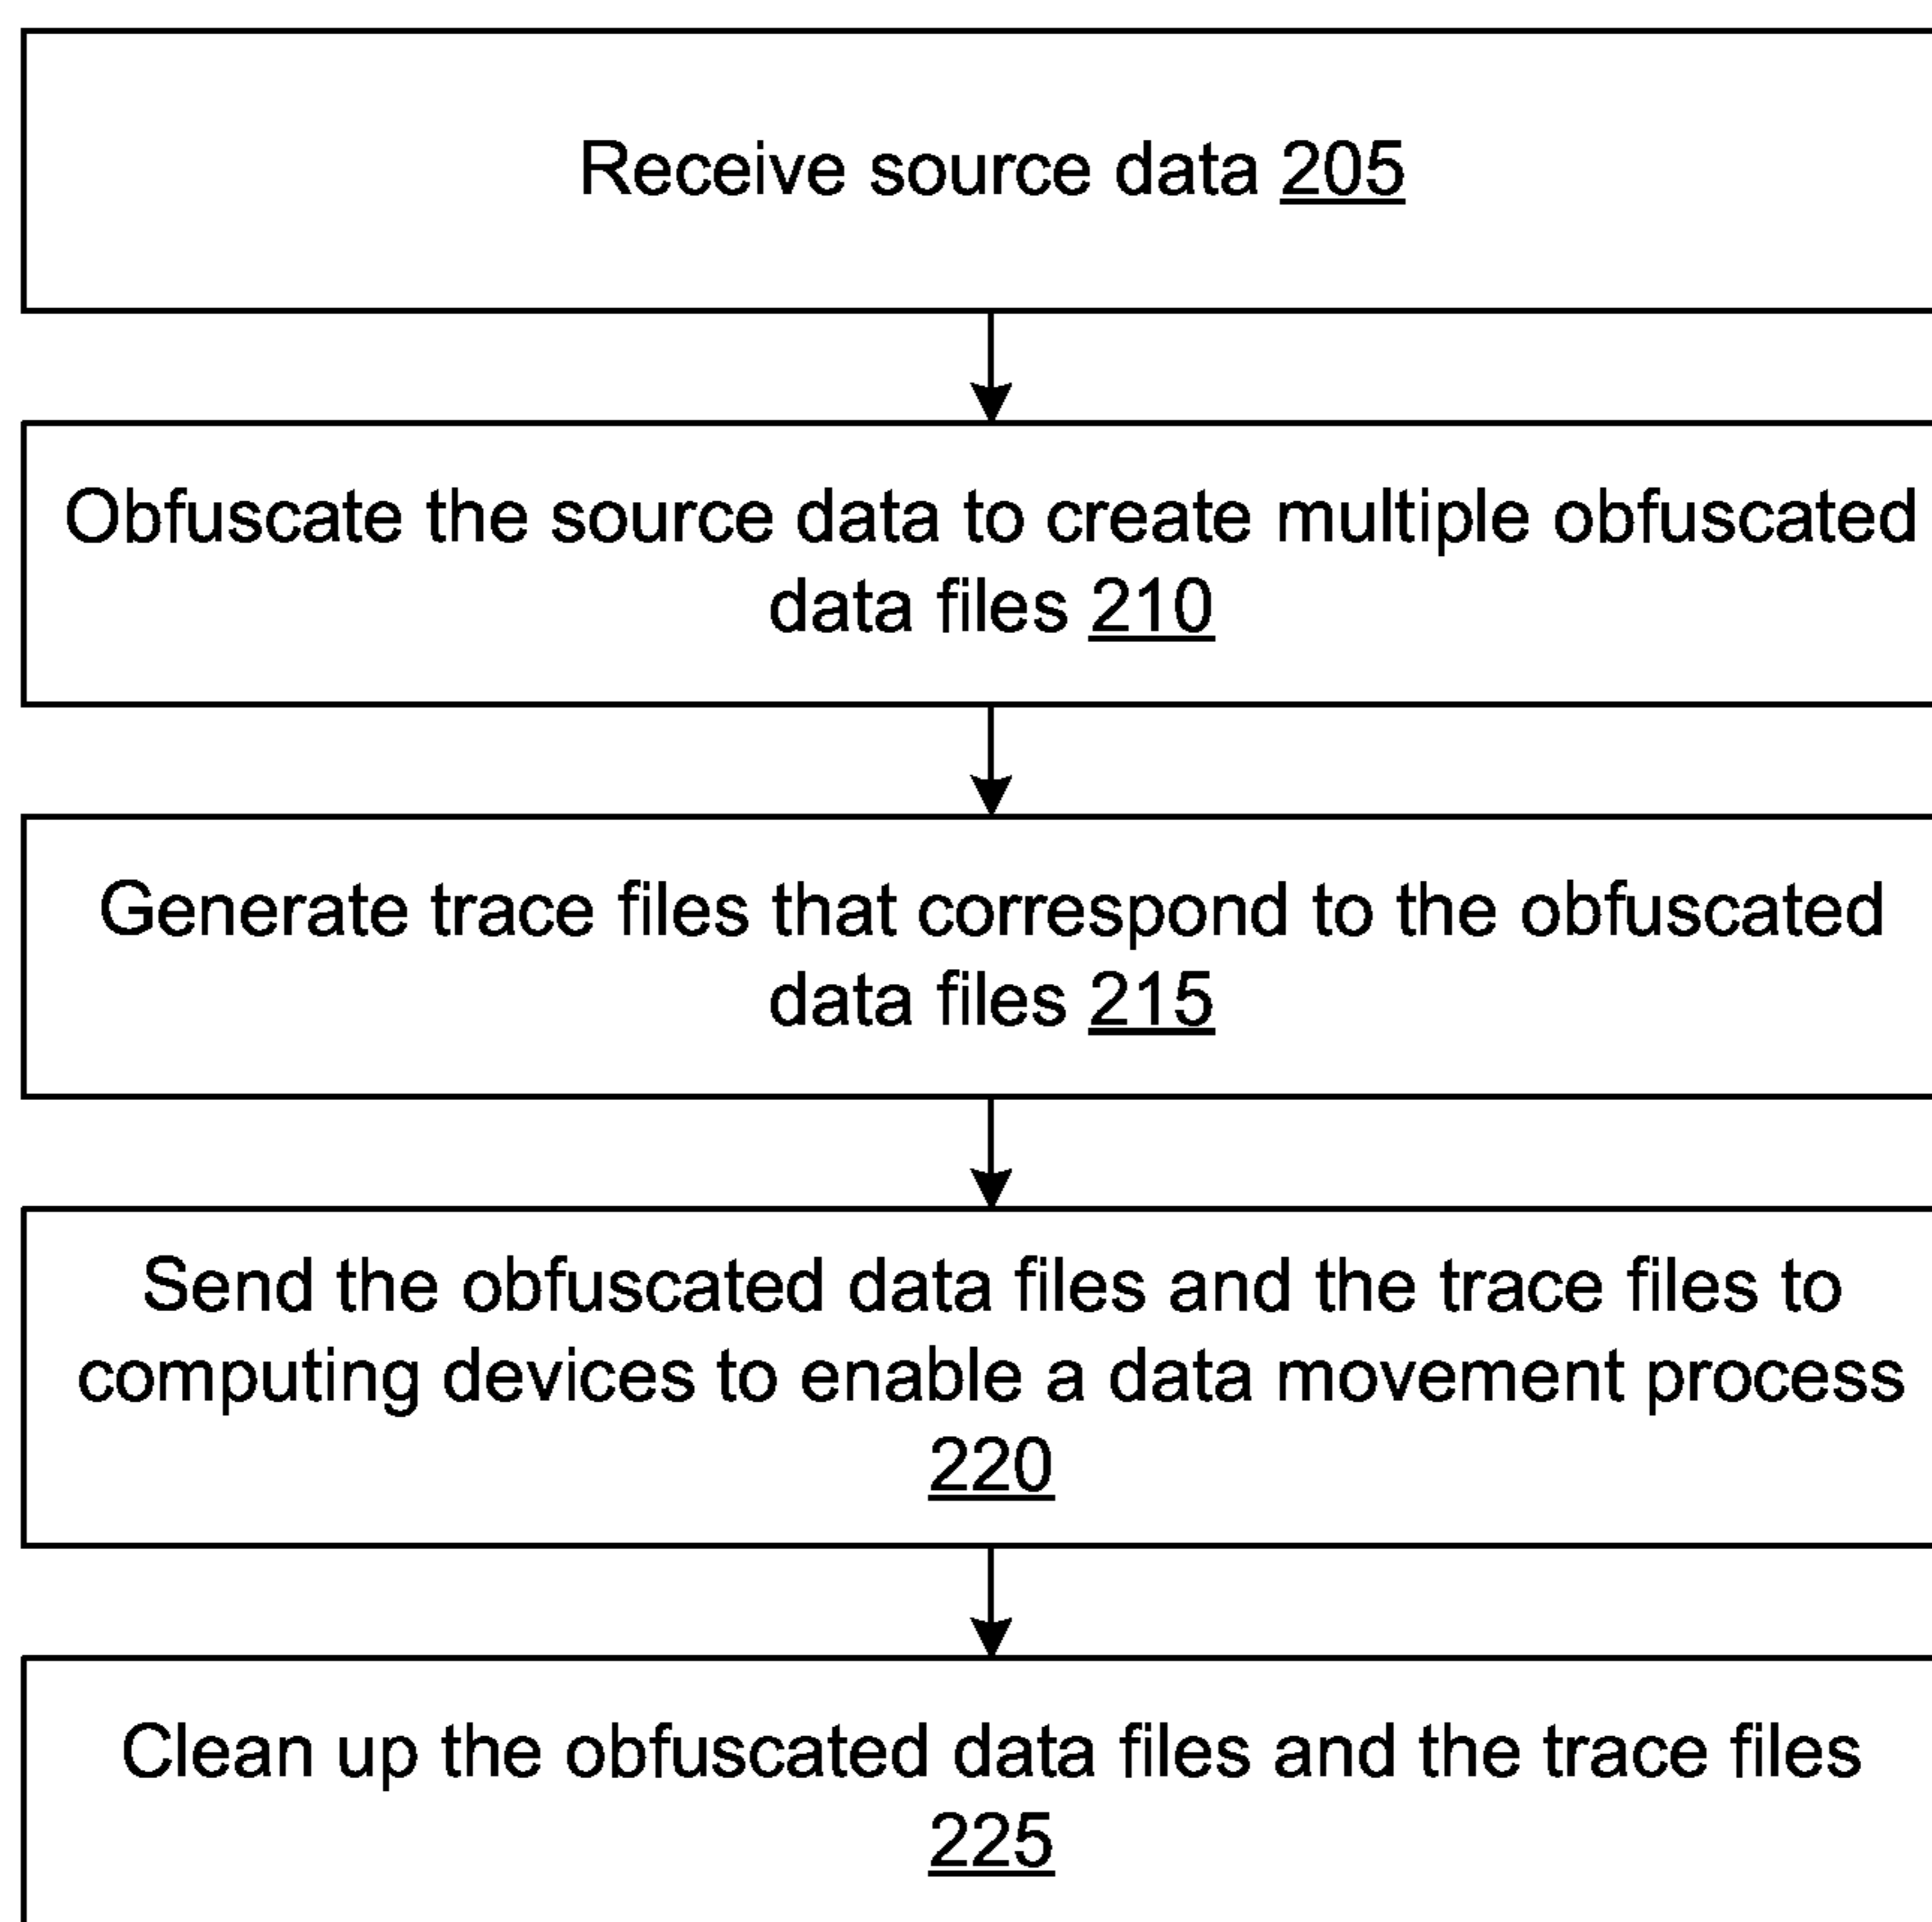 Receive source data 205
Obfuscate the source data to create multiple obfuscated
data files 210
Generate trace files that correspond to the obfuscated
data files 215
Send the obfuscated data files and the trace files to
computing devices to enable a data movement process
220
Clean up the obfuscated data files and the trace files
225